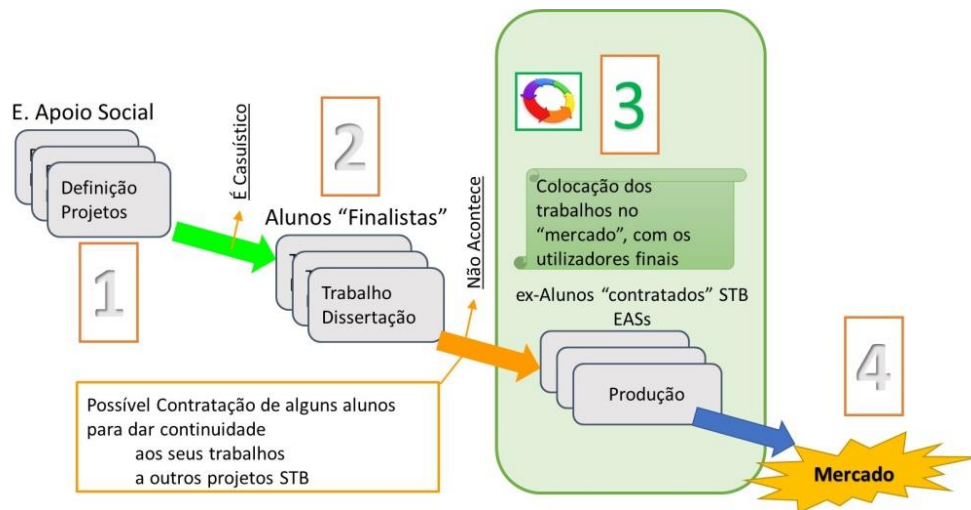 E. Apoio Social
Definição
Projetos
1
É Casuístico
2
Alunos “Finalistas”
Trabalho
Dissertação
Não Acontece
3
Colocação dos
trabalhos no
“mercado”, com os
utilizadores finais
ex-Alunos “contratados” STB
EASs
Produção
Possível Contratação de alguns alunos
para dar continuidade
aos seus trabalhos
a outros projetos STB
4
Mercado